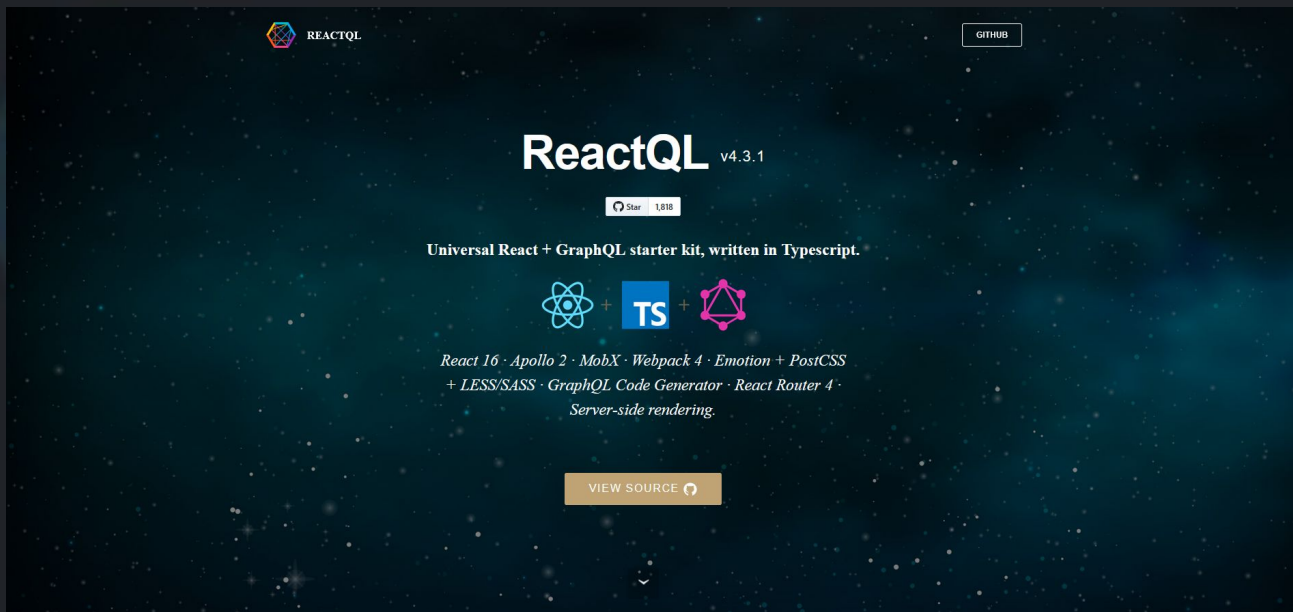 REACTQL
GITHUB
ReactQL v4.3.1
Star 1,818
Universal React + GraphQL starter kit, written in Typescript.
TS
React 16 · Apollo 2 · MobX · Webpack 4 · Emotion + PostCSS
+ LESS/SASS · GraphQL Code Generator · React Router 4 ·
Server-side rendering.
VIEW SOURCE